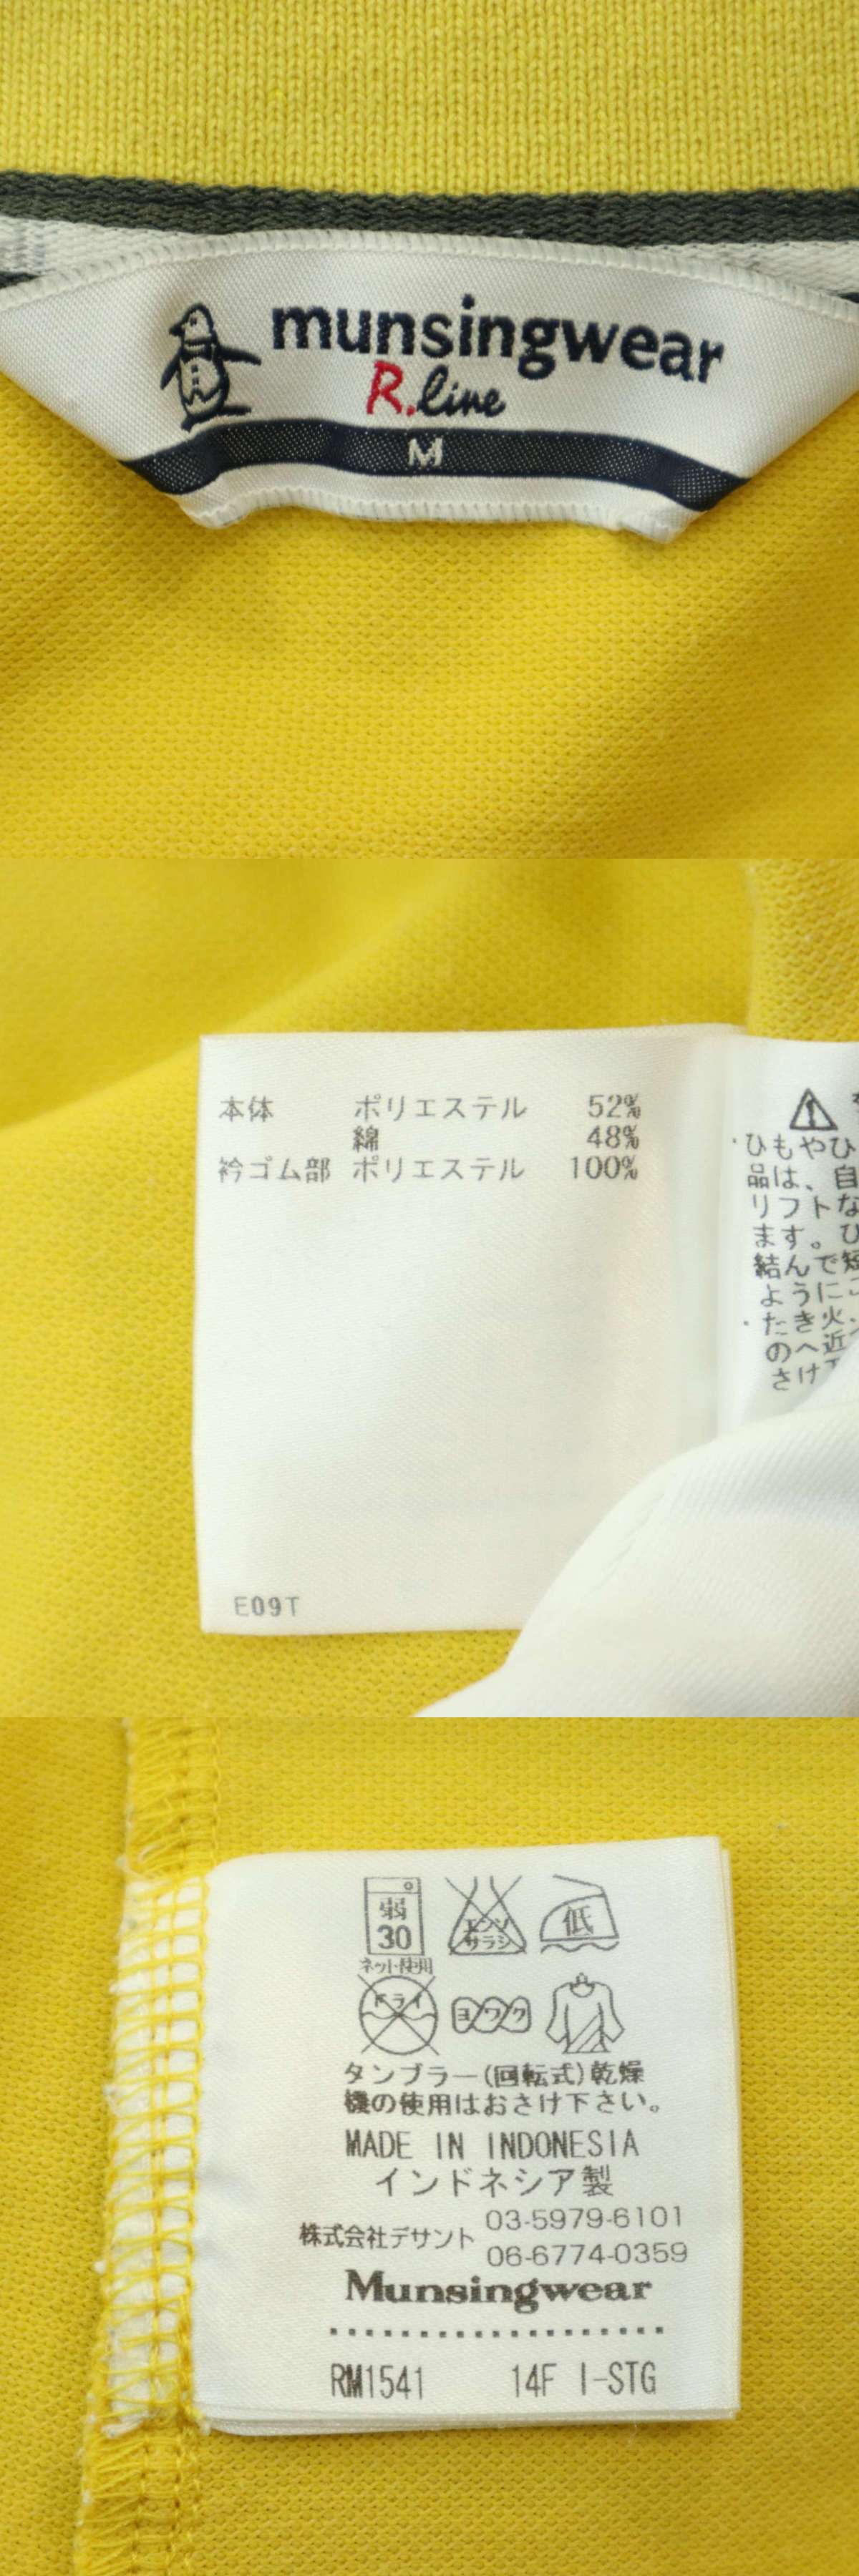 munsingwear
R.line
M
本体 ポリエステル 52%
綿 48%
衿ゴム部 ポリエステル 100%
E09T
・ひもやひ
品は、自
リフトな
ます。ひ
結んで短
ように
・たき火、
の近
さけ
弱
30
ネット使用
エンソ
サラシ
低
ドライ
ヨワク
タンブラー(回転式)乾燥
機の使用はおさけ下さい。
MADE IN INDONESIA
インドネシア製
株式会社デサント 03-5979-6101
06-6774-0359
Munsingwear
RM1541 14F I-STG